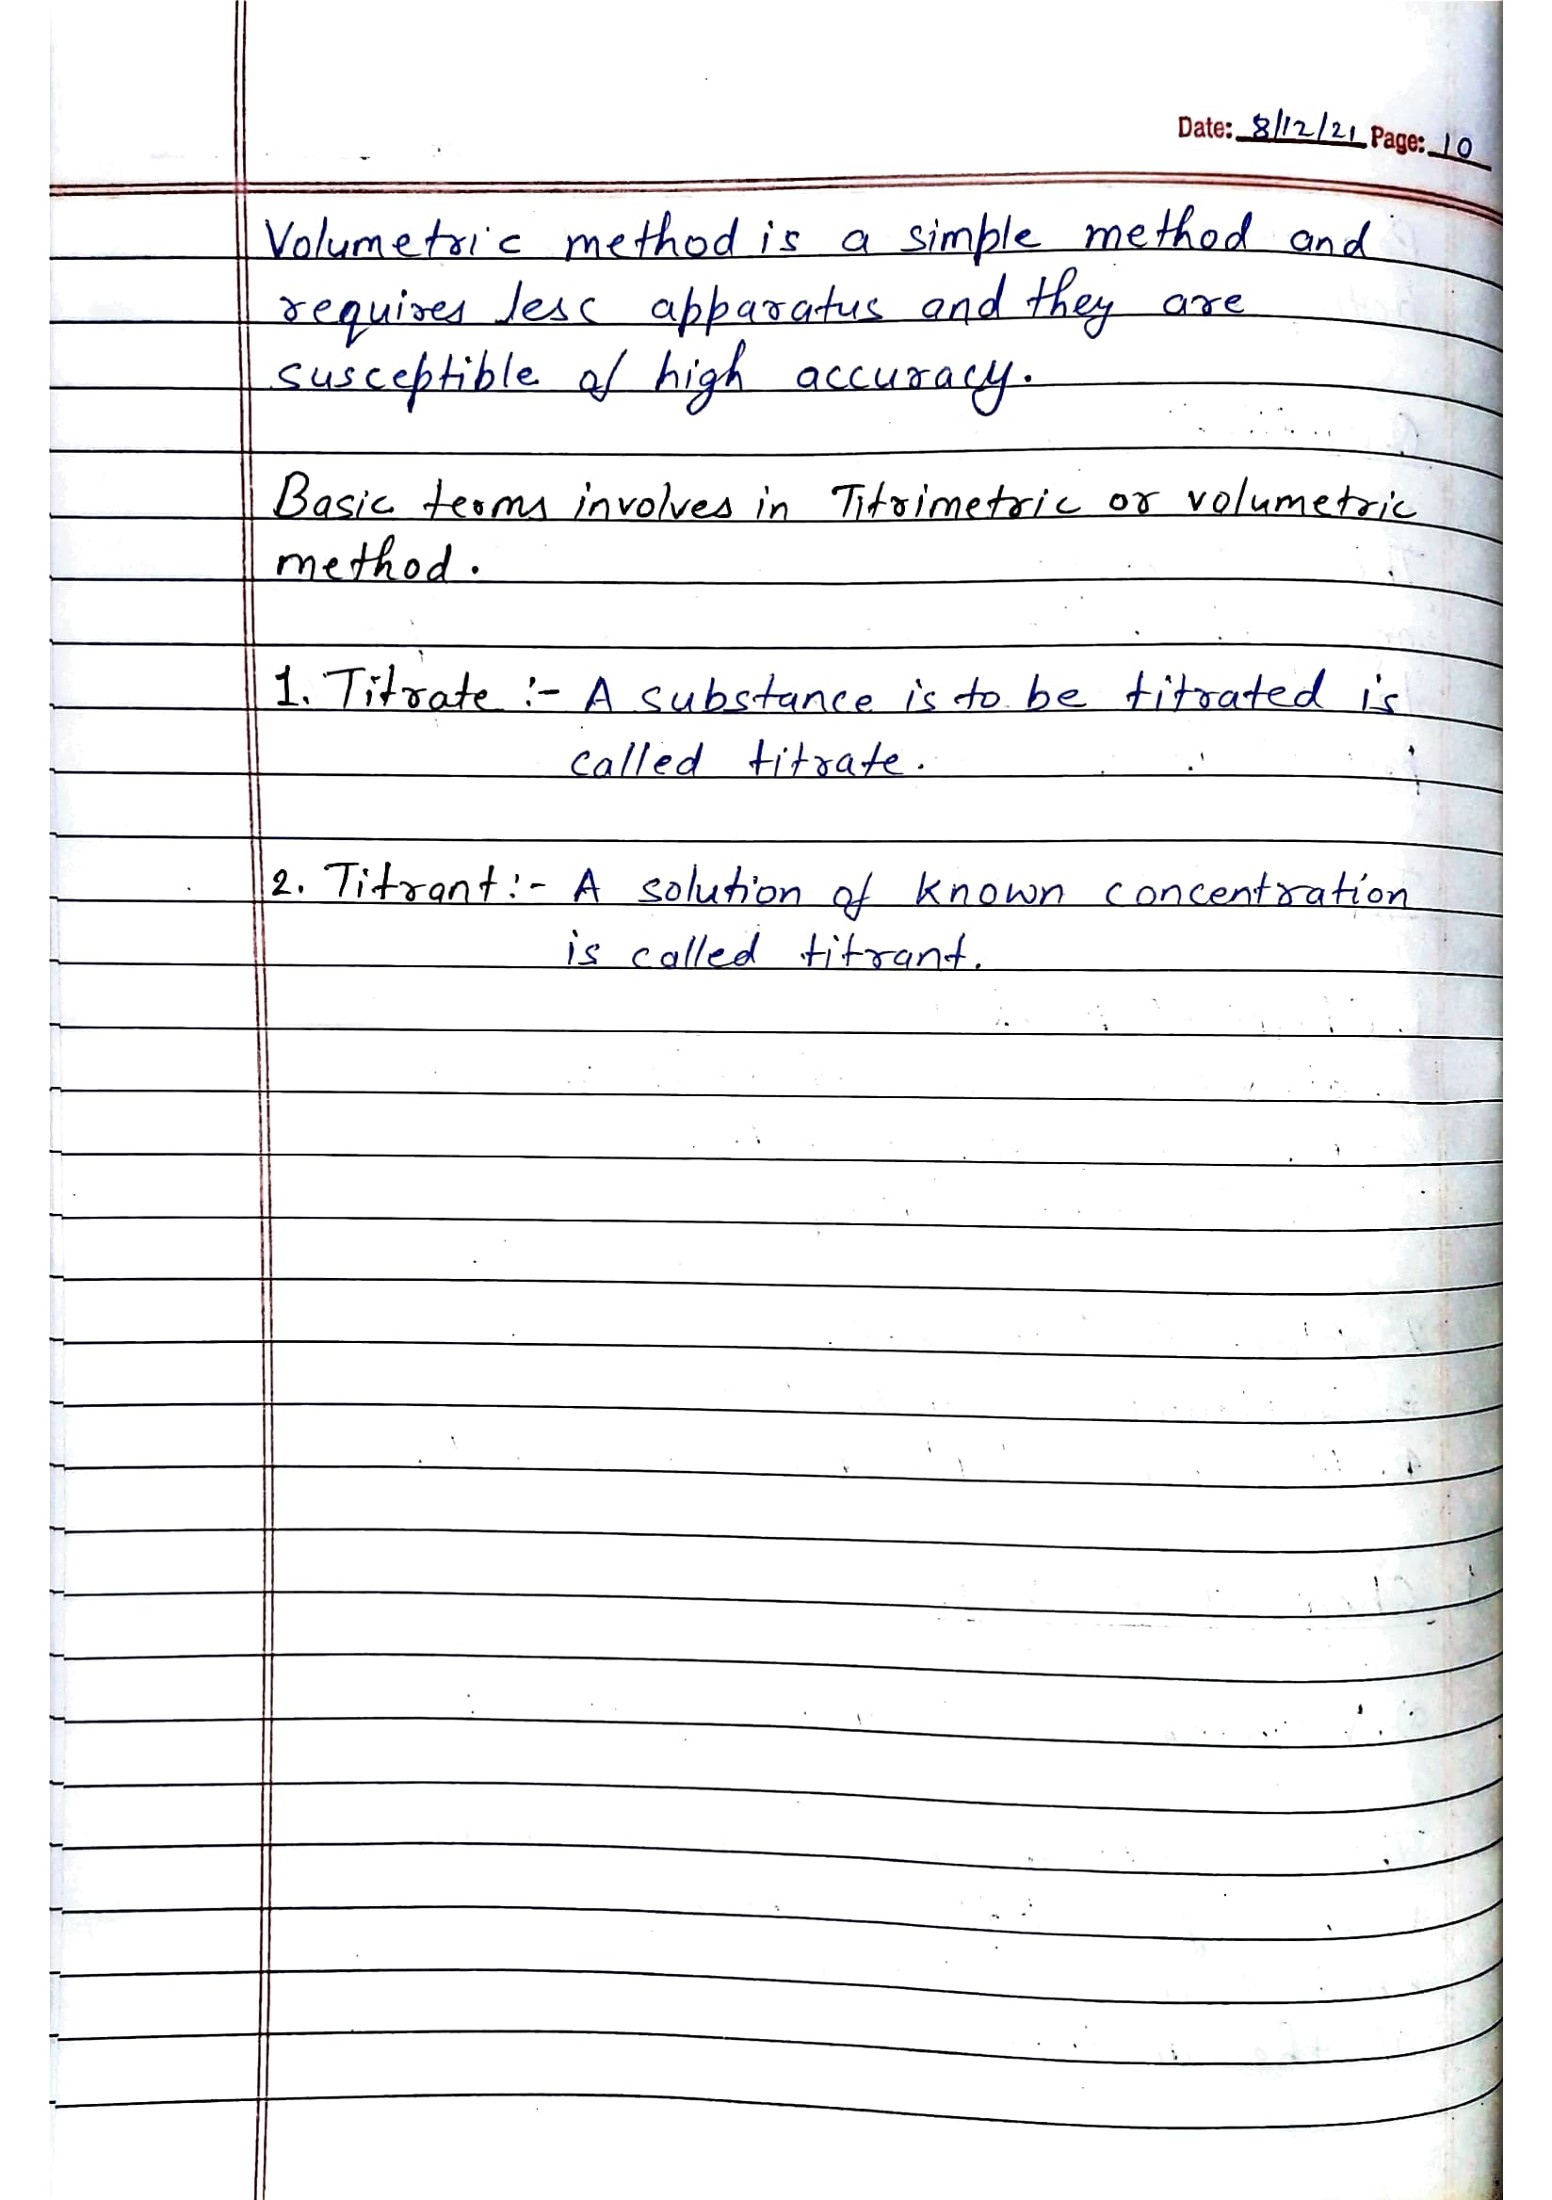 Date: 8/12/21 Page: 10
Volumetric method is a simple method and
requires less apparatus and they are
susceptible of high accuracy.
Basic terms involves in Titrimetric or volumetric
method.
1. Titrate :- A substance is to be titrated is
called titrate.
2. Titrant :- A solution of known concentration
is called titrant.